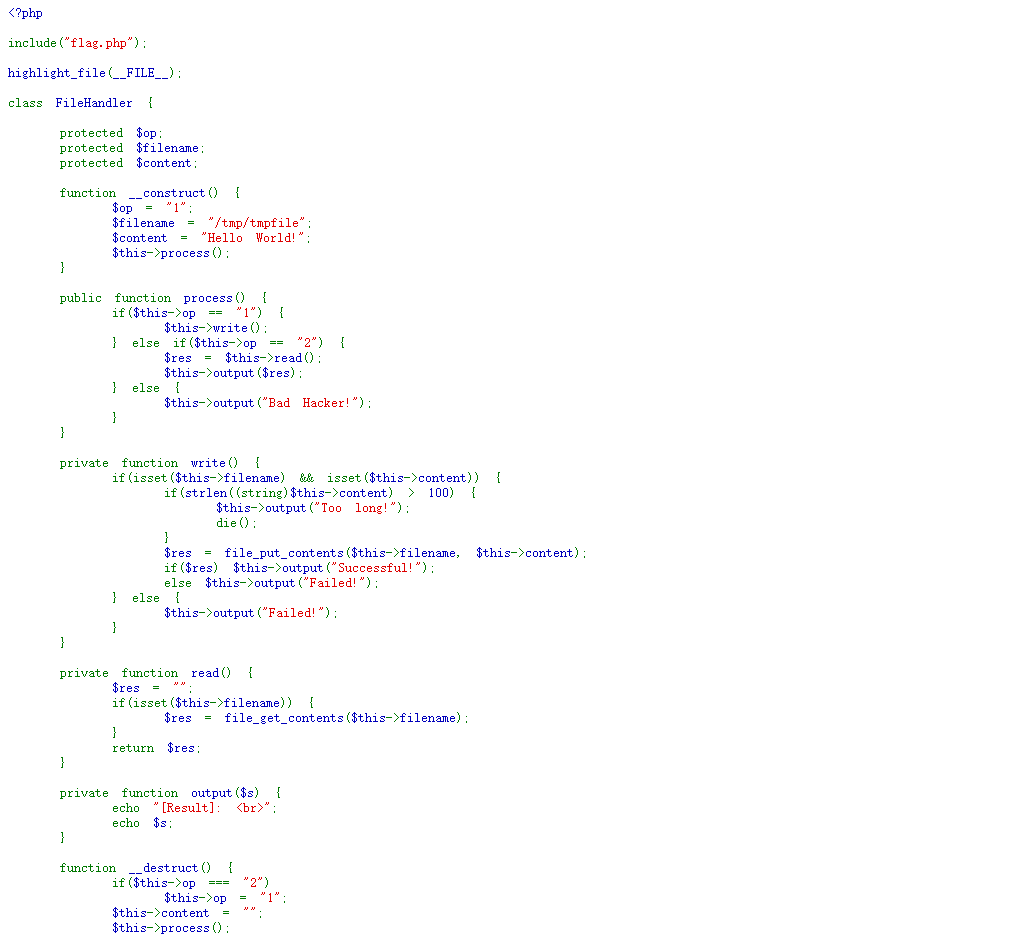 <?php
include("flag.php");
highlight_file(__FILE__);
class FileHandler {
protected $op;
protected $filename;
protected $content;
function __construct() {
$op = "1";
$filename = "/tmp/tmpfile";
$content = "Hello World!";
$this->process();
}
public function process() {
if($this->op == "1") {
$this->write();
} else if($this->op == "2") {
$res = $this->read();
$this->output($res);
} else {
$this->output("Bad Hacker!");
}
}
private function write() {
if(isset($this->filename) && isset($this->content)) {
if(strlen((string)$this->content) > 100) {
$this->output("Too long!");
die();
}
$res = file_put_contents($this->filename, $this->content);
if($res) $this->output("Successful!");
else $this->output("Failed!");
} else {
$this->output("Failed!");
}
}
private function read() {
$res = "";
if(isset($this->filename)) {
$res = file_get_contents($this->filename);
}
return $res;
}
private function output($s) {
echo "[Result]: <br>";
echo $s;
}
function __destruct() {
if($this->op === "2")
$this->op = "1";
$this->content = "";
$this->process();